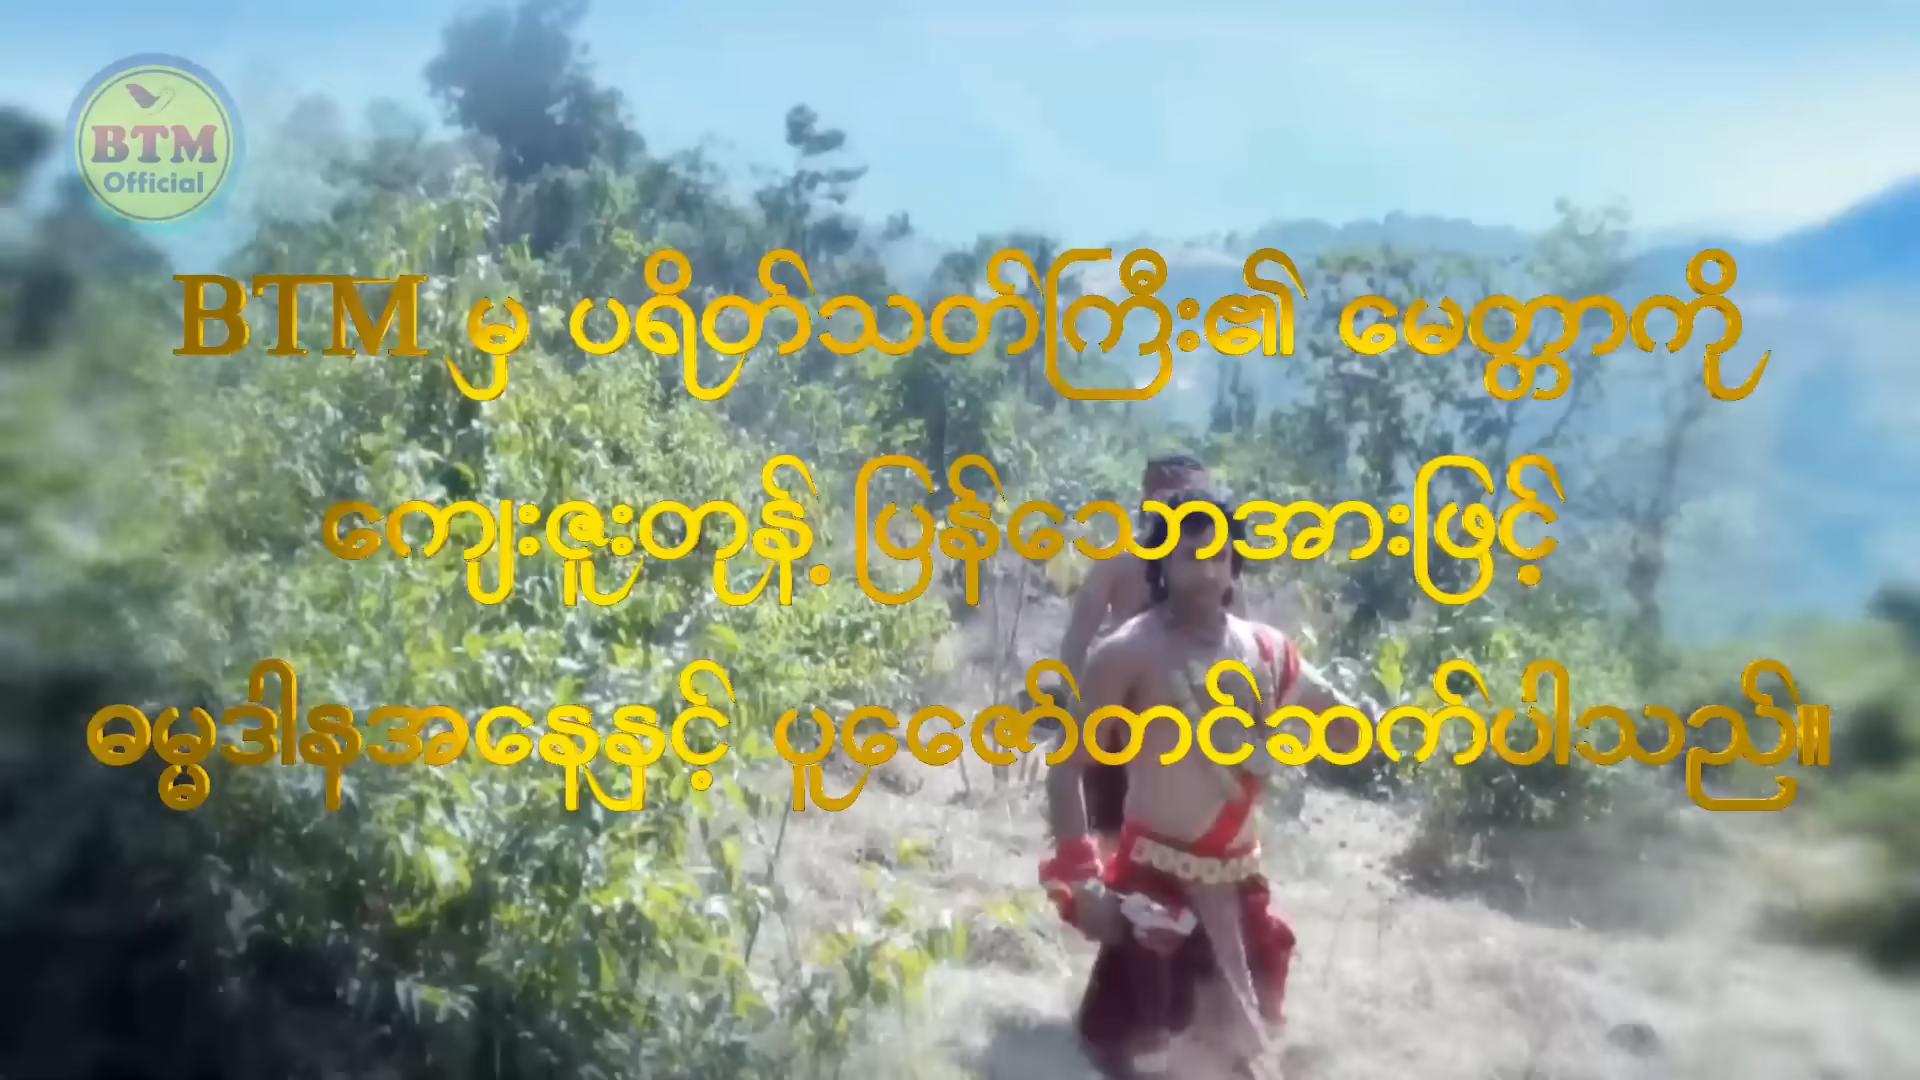 BTM
Official
BTM မှ ပရိတ်သတ်ကြီး၏ မေတ္တာကို
ကျေးဇူးတုန့် ပြန်သောအားဖြင့်
ဓမ္မဒါနအနေနှင့် ပူဇော်တင်ဆက်ပါသည်။